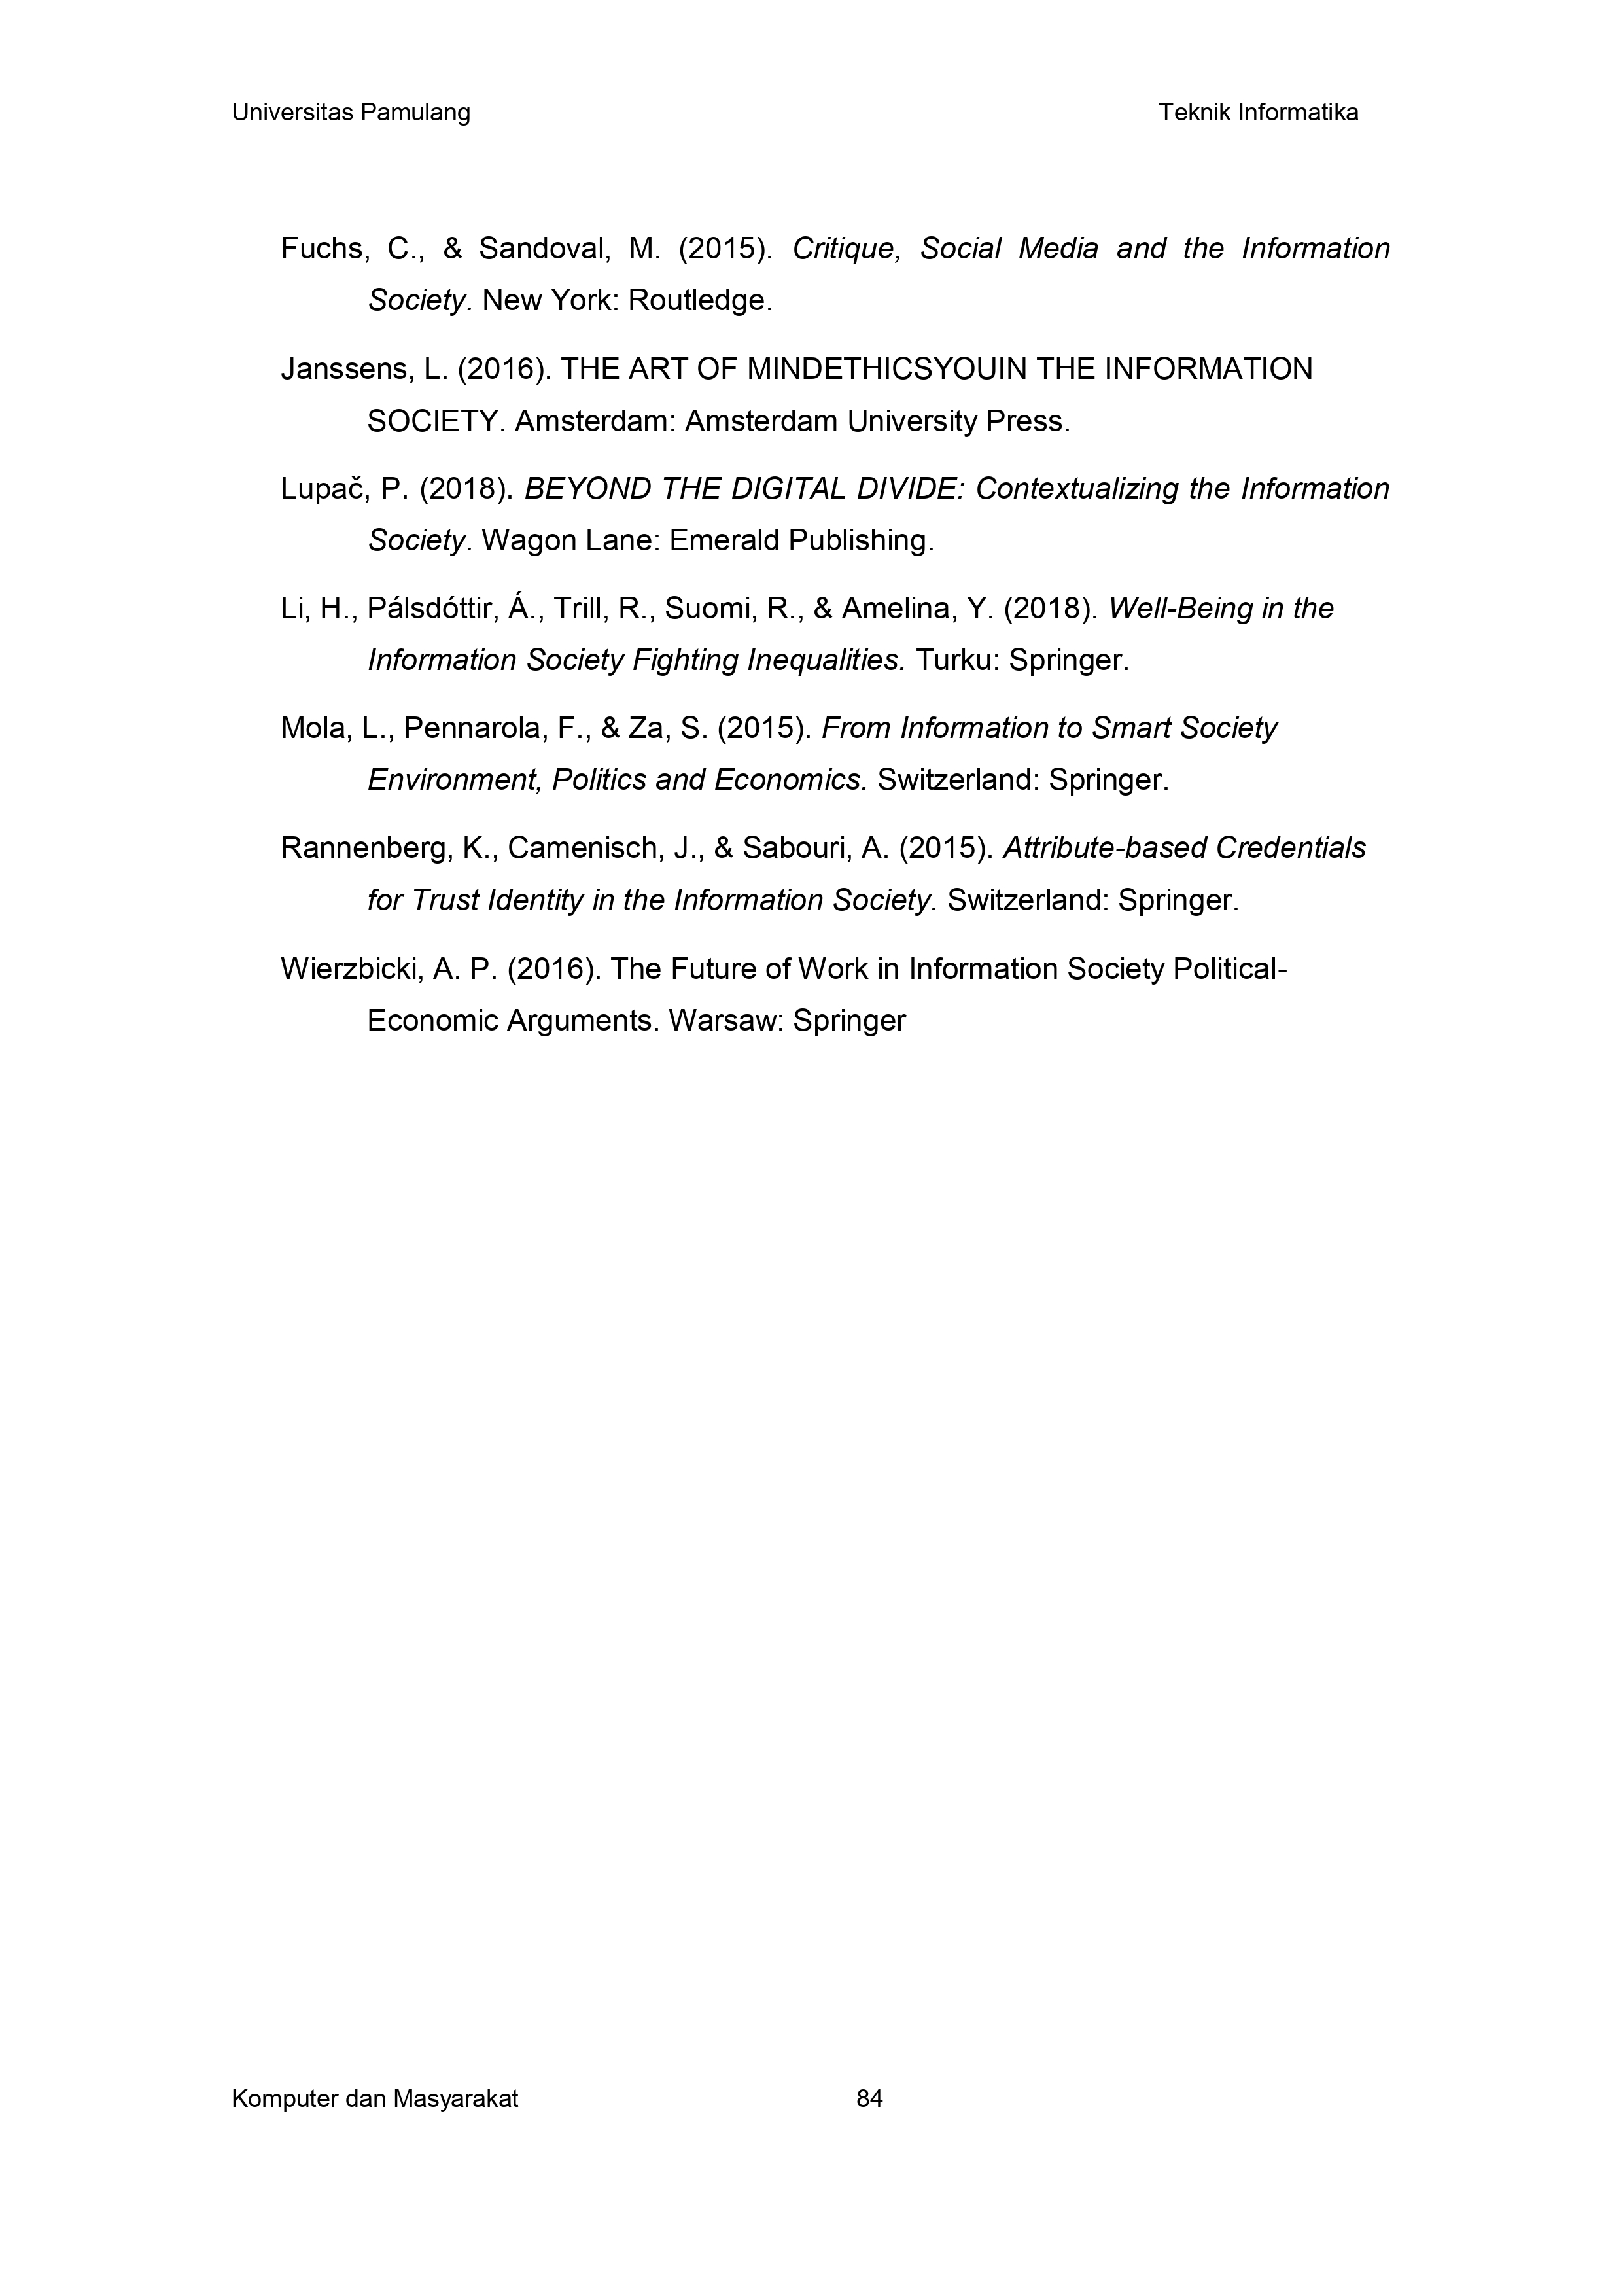 Universitas Pamulang Teknik Informatika
Fuchs, C., & Sandoval, M. (2015). Critique, Social Media and the Information
Society. New York: Routledge.
Janssens, L. (2016). THE ART OF MINDETHICSYOUIN THE INFORMATION
SOCIETY. Amsterdam: Amsterdam University Press.
Lupač, P. (2018). BEYOND THE DIGITAL DIVIDE: Contextualizing the Information
Society. Wagon Lane: Emerald Publishing.
Li, H., Pálsdóttir, Á., Trill, R., Suomi, R., & Amelina, Y. (2018). Well-Being in the
Information Society Fighting Inequalities. Turku: Springer.
Mola, L., Pennarola, F., & Za, S. (2015). From Information to Smart Society
Environment, Politics and Economics. Switzerland: Springer.
Rannenberg, K., Camenisch, J., & Sabouri, A. (2015). Attribute-based Credentials
for Trust Identity in the Information Society. Switzerland: Springer.
Wierzbicki, A. P. (2016). The Future of Work in Information Society Political-
Economic Arguments. Warsaw: Springer
Komputer dan Masyarakat 84